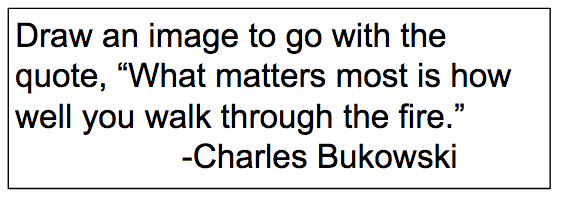 Draw an image to go with the
quote, “What matters most is how
well you walk through the fire.”
-Charles Bukowski